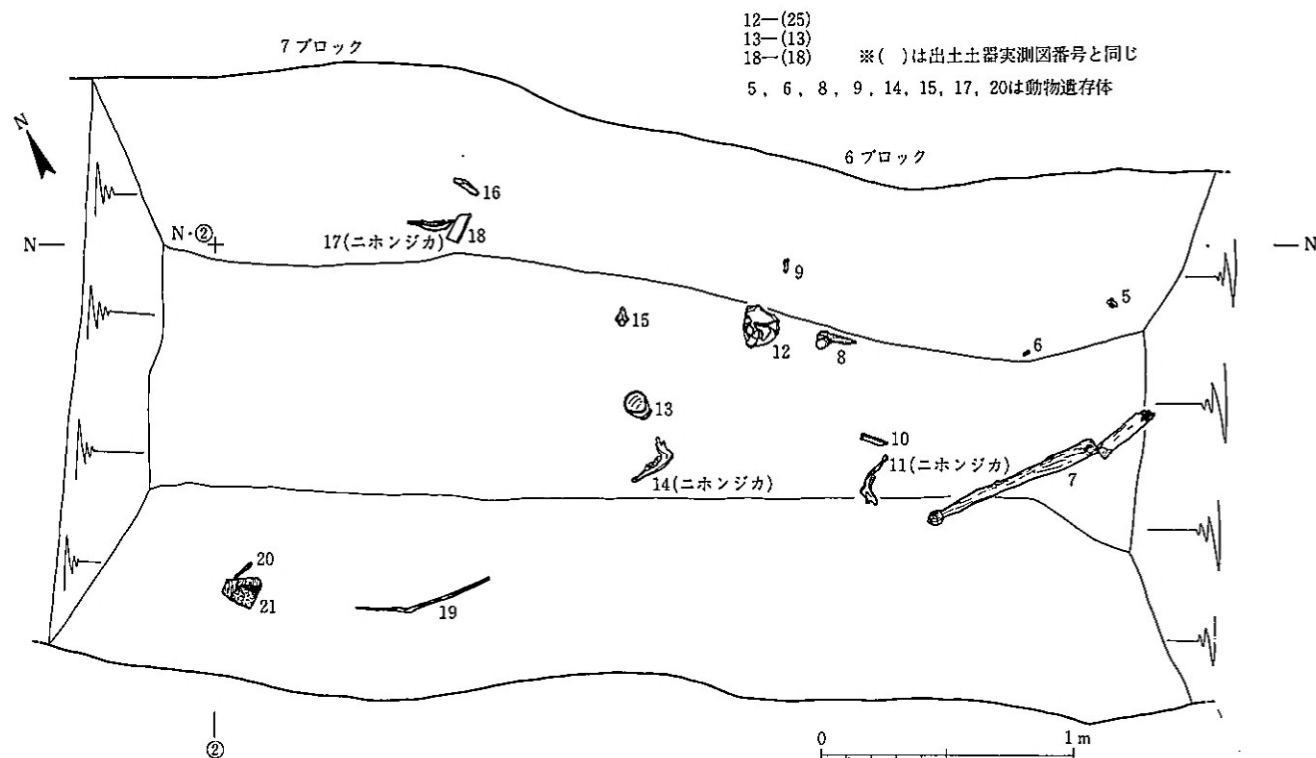 12—(25)
13—(13)
18—(18) ※( )は出土土器実測図番号と同じ
5, 6, 8, 9, 14, 15, 17, 20は動物遺存体
7 ブロック
6 ブロック
N
16
N
N・②
17(ニホンジカ)
18
N
9
5
15
12
8
6
13
10
14(ニホンジカ)
11(ニホンジカ)
7
20
21
19
②
0
1 m